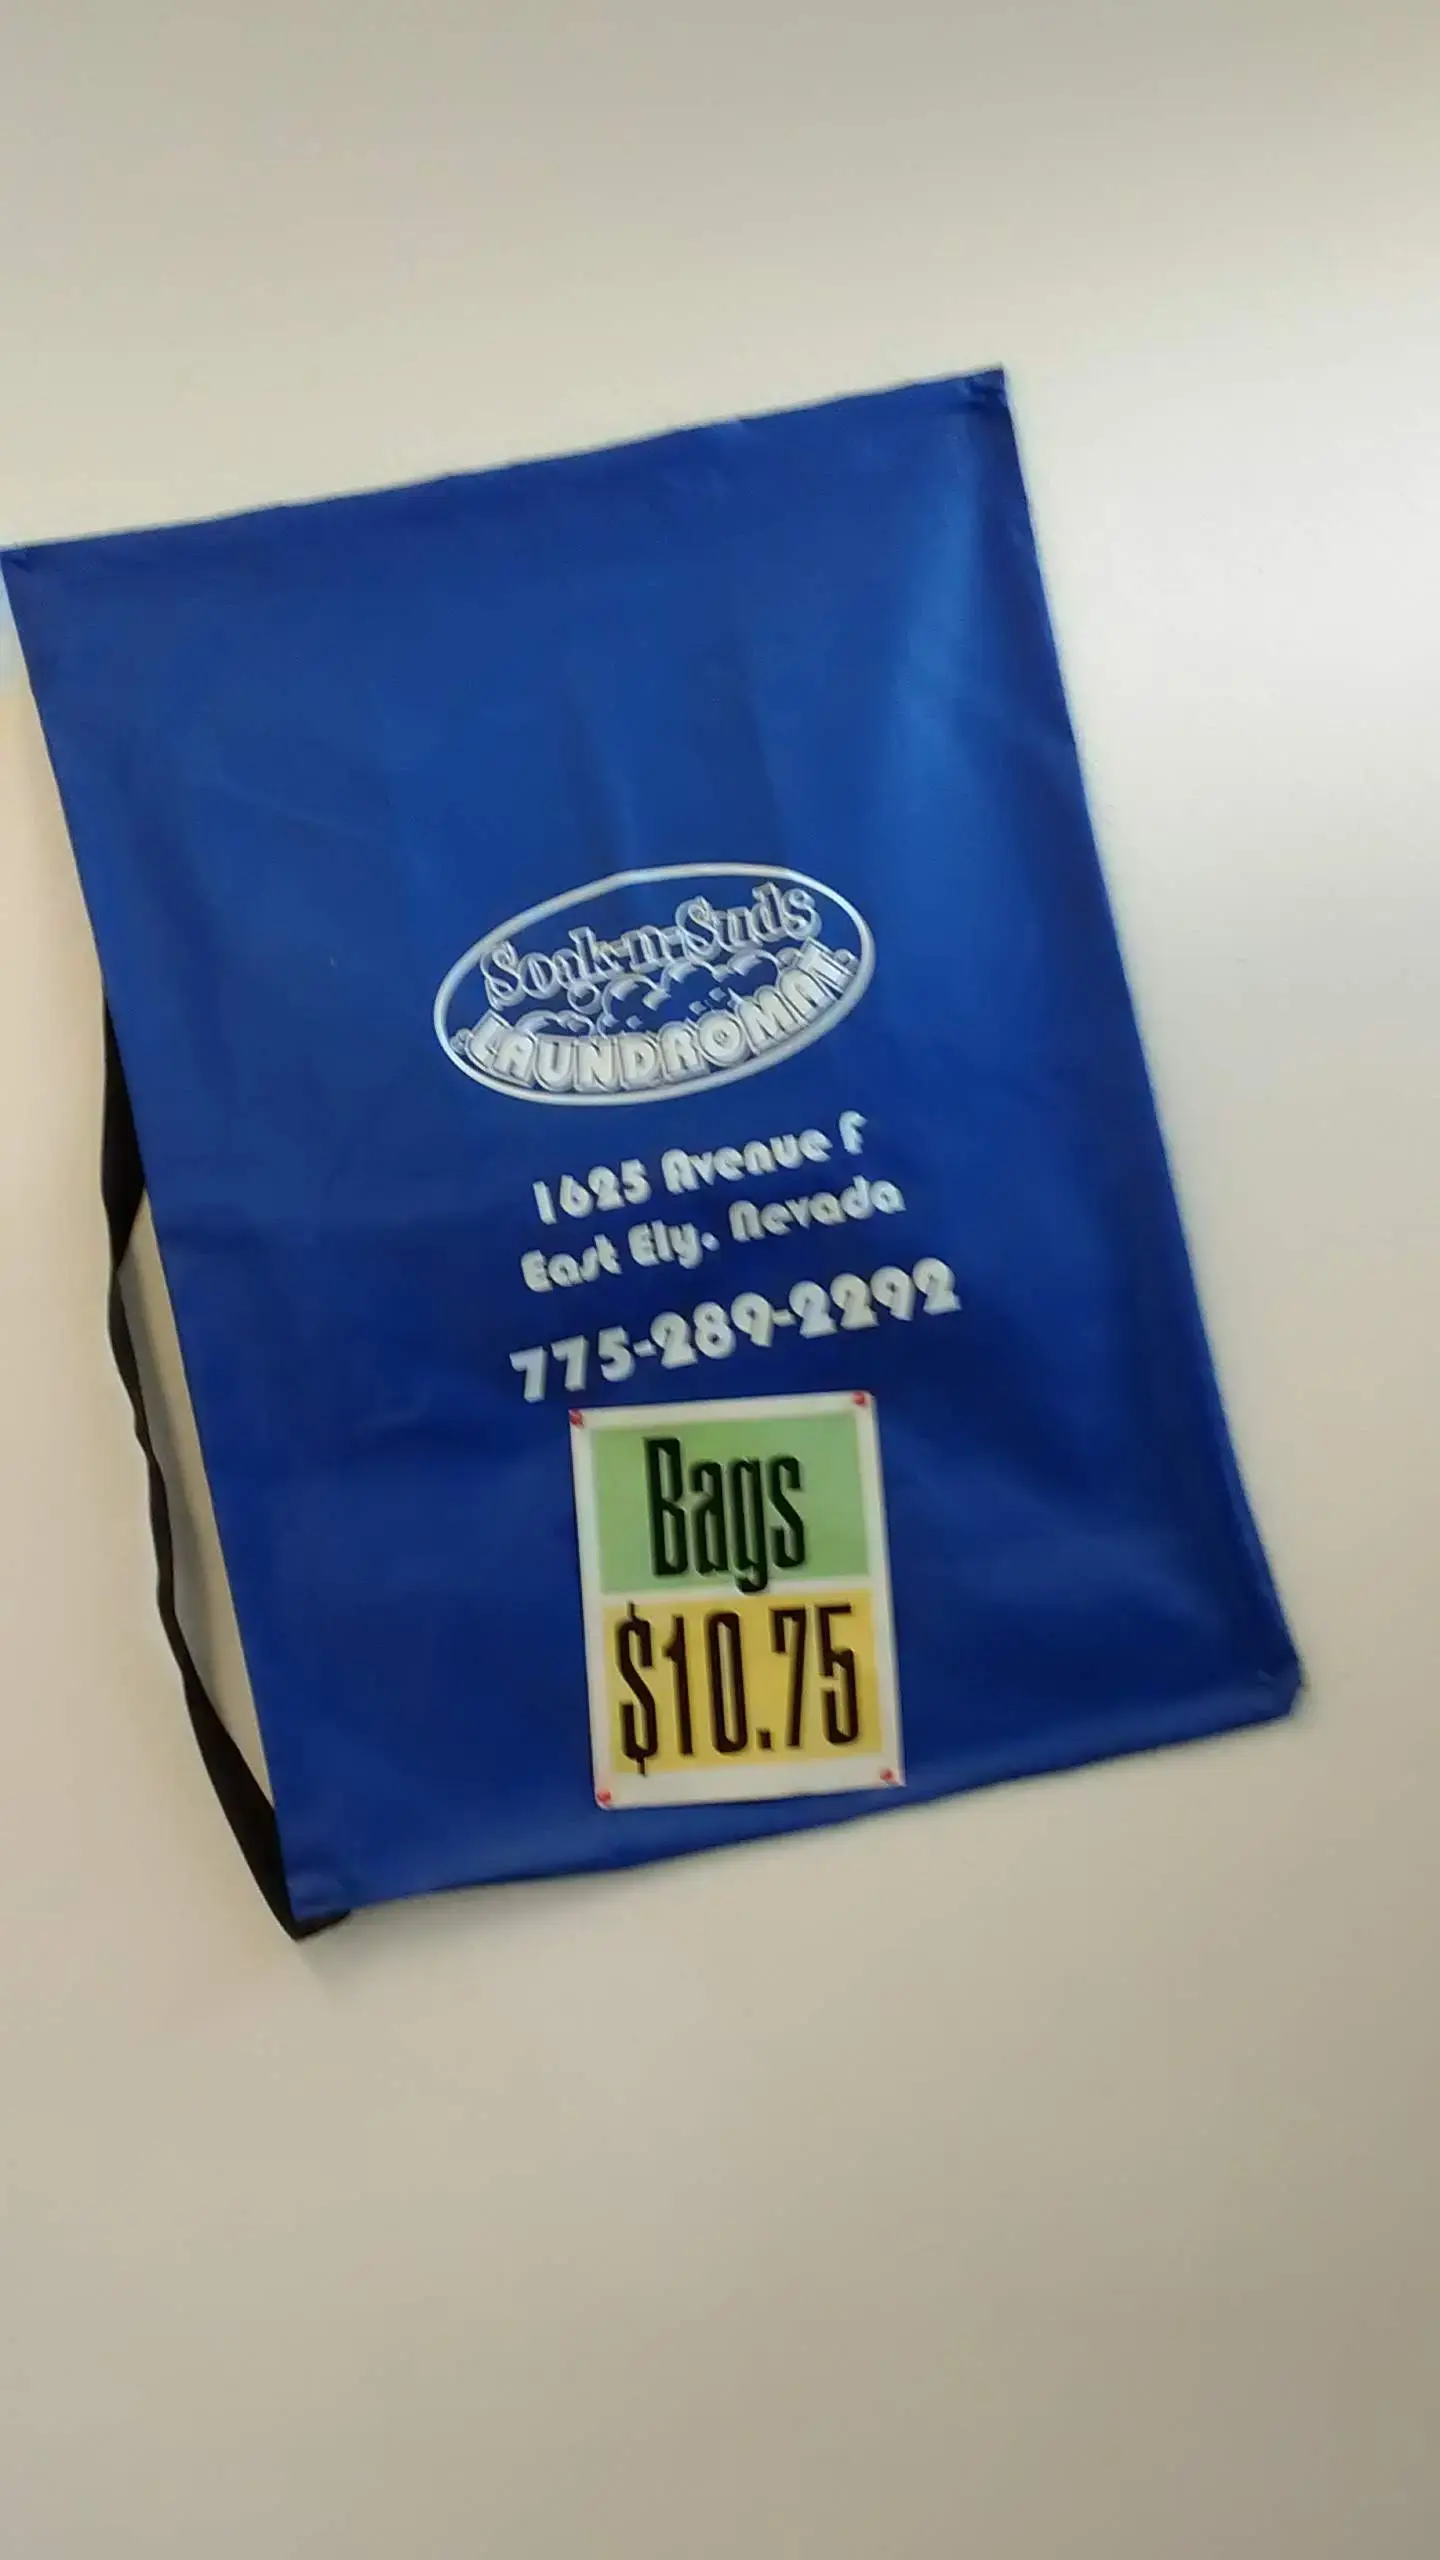 Soak-n-Suds
LAUNDROMAT
1625 Avenue F
East Ely, Nevada
775-289-2292
Bags
$10.75